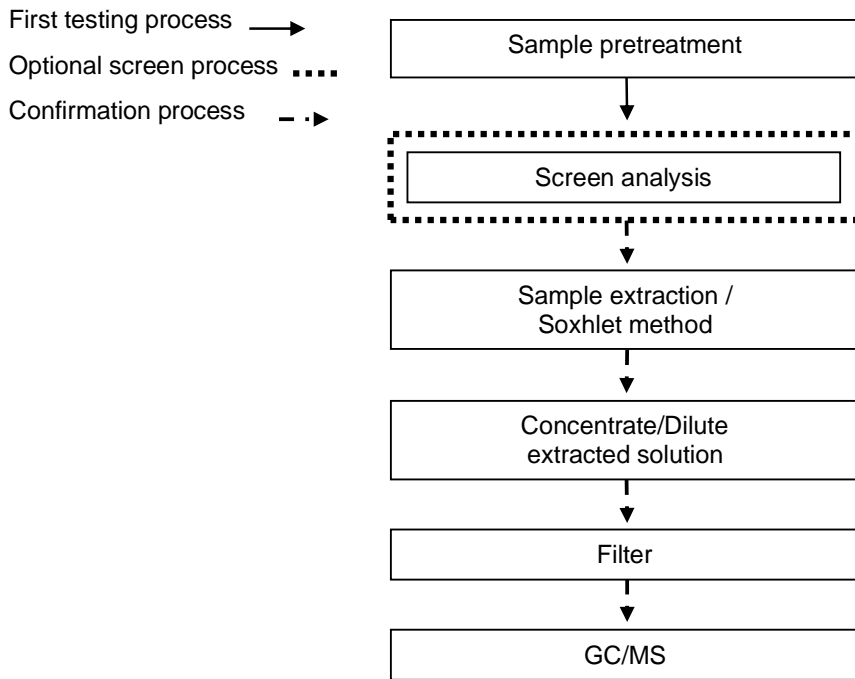 First testing process
Optional screen process
Confirmation process
Sample pretreatment
Screen analysis
Sample extraction /
Soxhlet method
Concentrate/Dilute
extracted solution
Filter
GC/MS